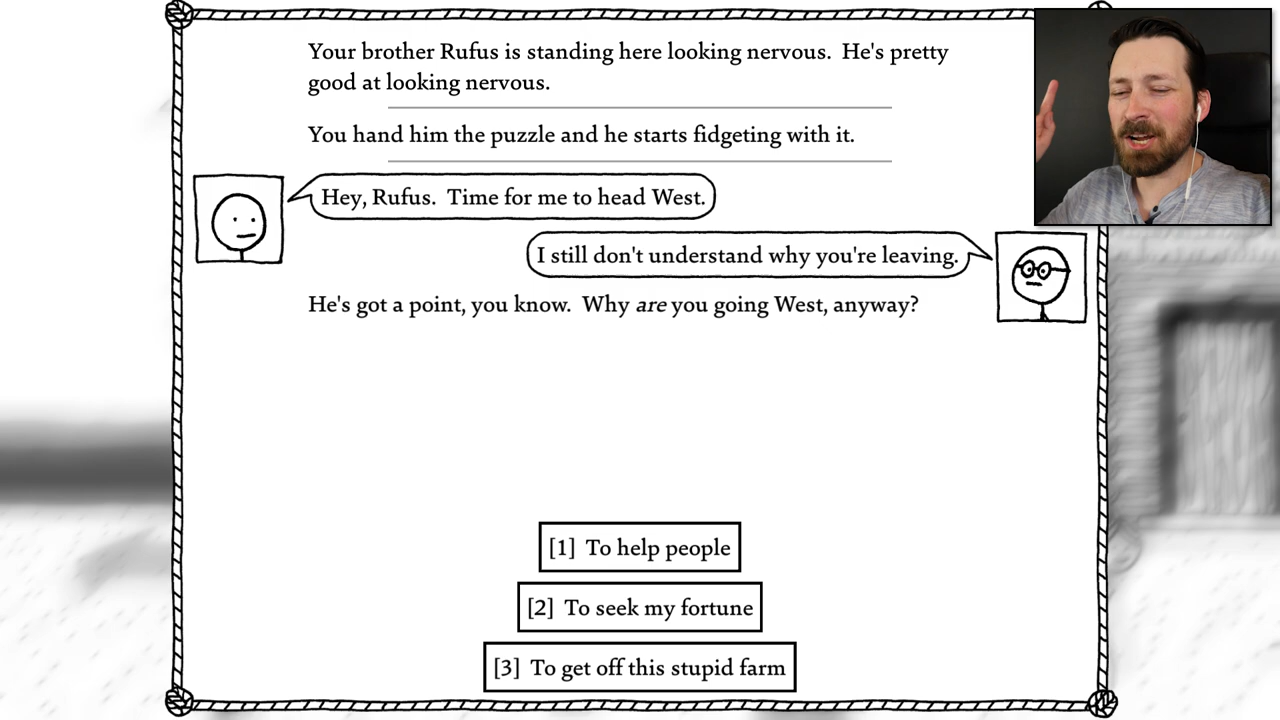 Your brother Rufus is standing here looking nervous.  He's pretty
good at looking nervous.
You hand him the puzzle and he starts fidgeting with it.
Hey, Rufus.  Time for me to head West.
I still don't understand why you're leaving.
He's got a point, you know.  Why are you going West, anyway?
[1] To help people
[2] To seek my fortune
[3] To get off this stupid farm